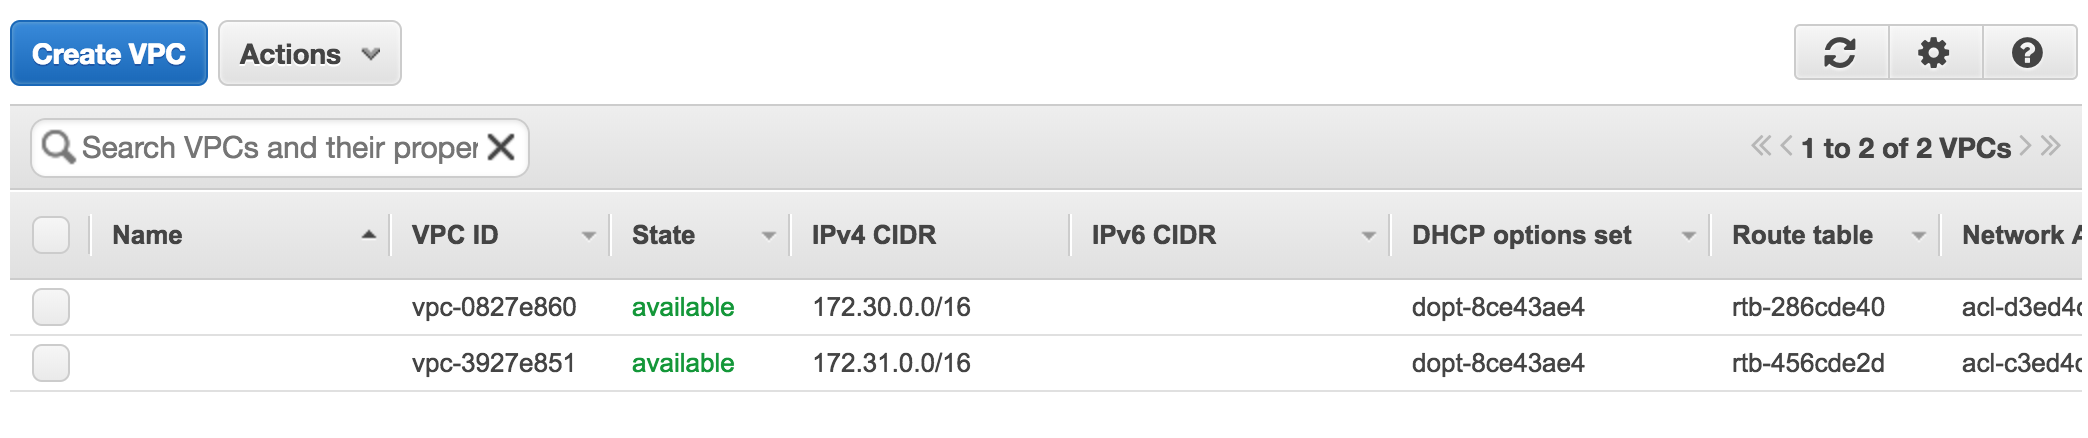 Create VPC Actions
Search VPCs and their proper
1 to 2 of 2 VPCs
Name VPC ID State IPv4 CIDR IPv6 CIDR DHCP options set Route table Network
vpc-0827e860 available 172.30.0.0/16 dopt-8ce43ae4 rtb-286cde40 acl-d3ed4
vpc-3927e851 available 172.31.0.0/16 dopt-8ce43ae4 rtb-456cde2d acl-c3ed4